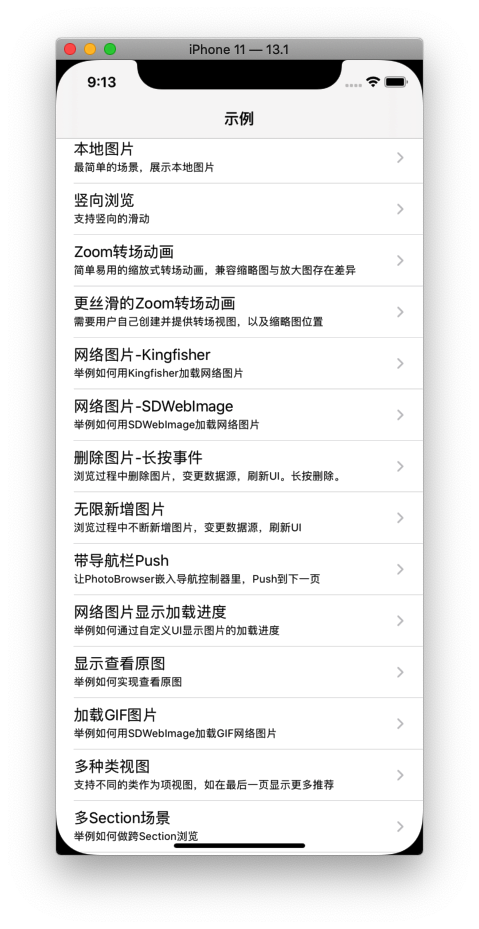 iPhone 11 — 13.1
9:13
示例
本地图片
最简单的场景，展示本地图片
竖向浏览
支持竖向的滑动
Zoom转场动画
简单易用的缩放式转场动画，兼容缩略图与放大图存在差异
更丝滑的Zoom转场动画
需要用户自己创建并提供转场视图，以及缩略图位置
网络图片-Kingfisher
举例如何用Kingfisher加载网络图片
网络图片-SDWebImage
举例如何用SDWebImage加载网络图片
删除图片-长按事件
浏览过程中删除图片，变更数据源，刷新UI。长按删除。
无限新增图片
浏览过程中不断新增图片，变更数据源，刷新UI
带导航栏Push
让PhotoBrowser嵌入导航控制器里，Push到下一页
网络图片显示加载进度
举例如何通过自定义UI显示图片的加载进度
显示查看原图
举例如何实现查看原图
加载GIF图片
举例如何用SDWebImage加载GIF网络图片
多种类视图
支持不同的类作为项视图，如在最后一页显示更多推荐
多Section场景
举例如何做跨Section浏览